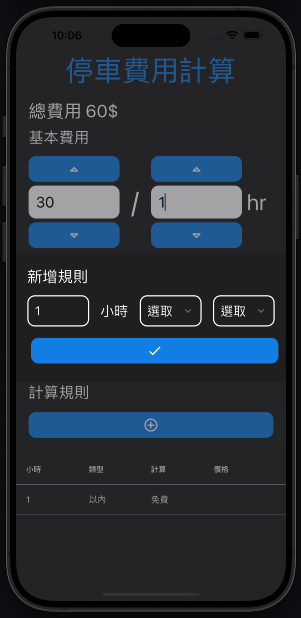 10:06
停車費用計算
總費用 60$
基本費用
30 / 1 hr
新增規則
1 小時 選取 選取
計算規則
小時 類型 計算 價格
1 以內 免費